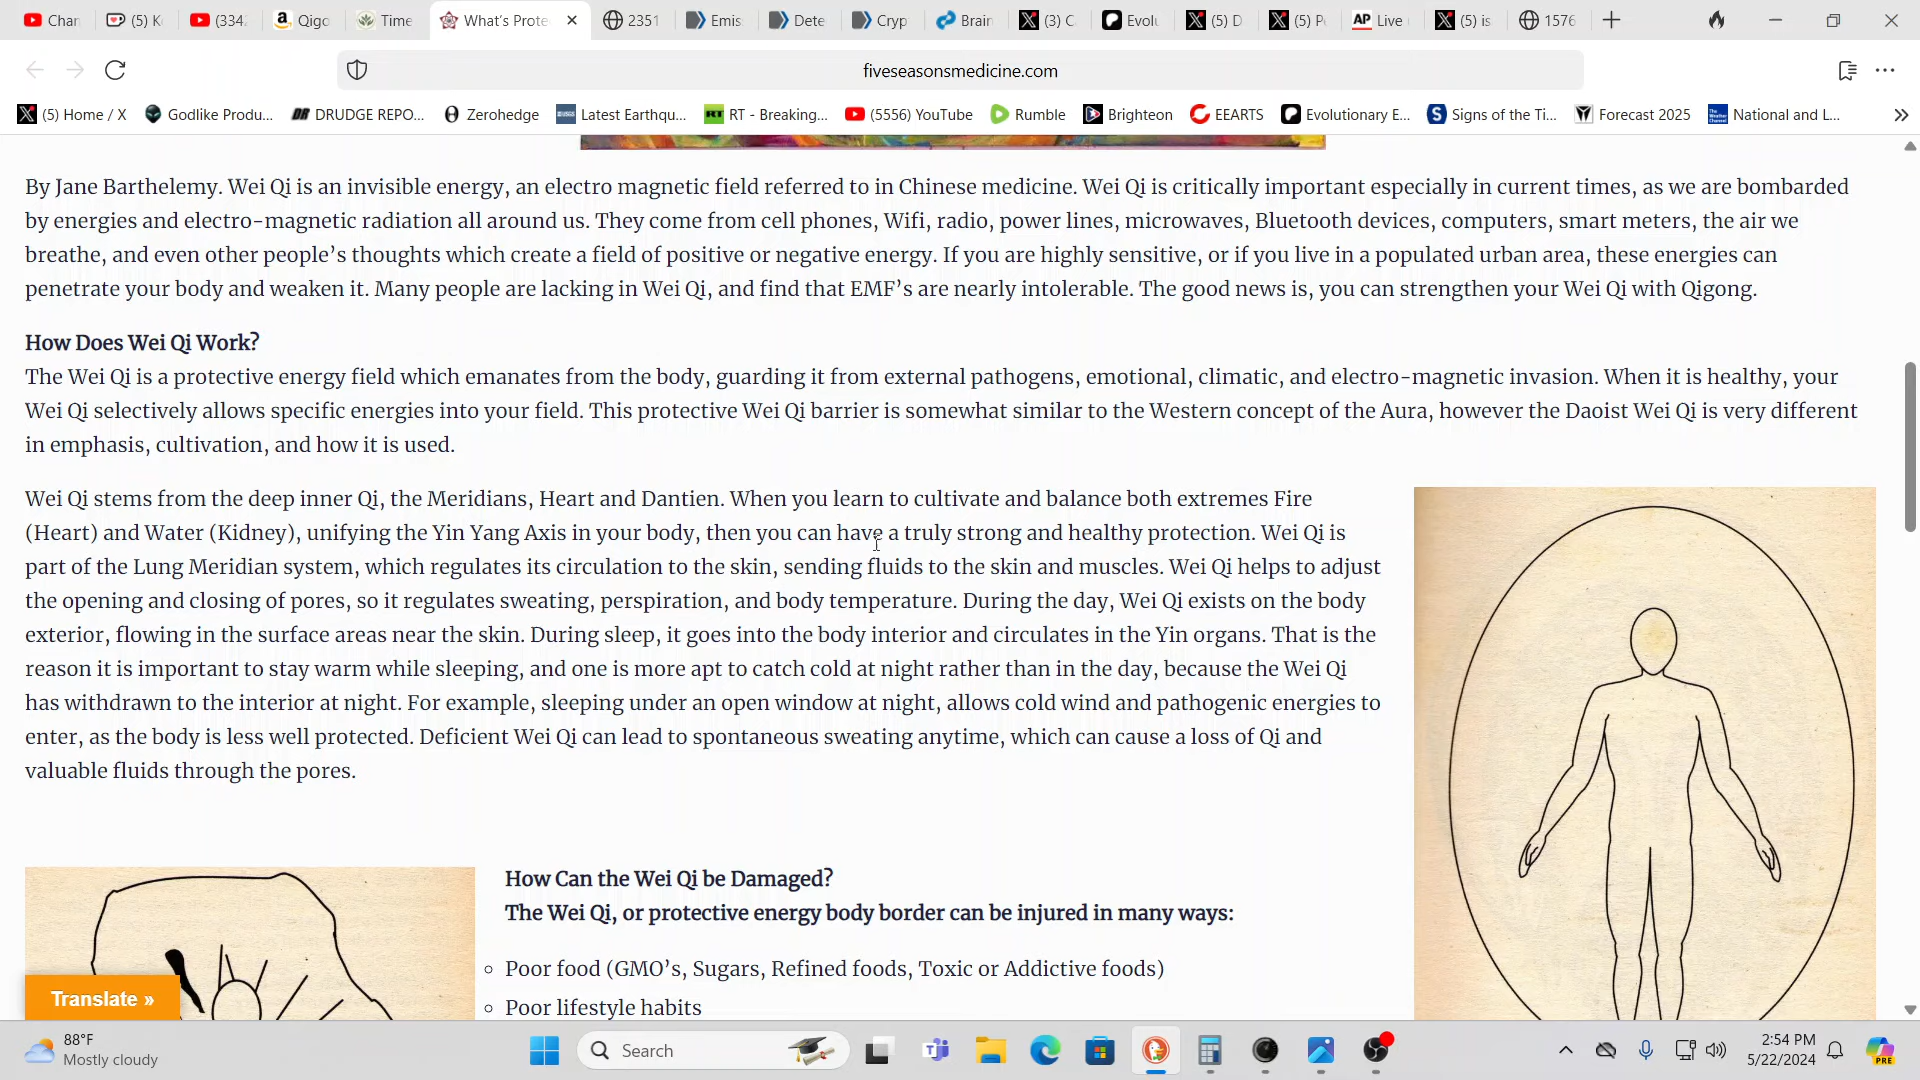 Chan
(5) K
(334
Qigo
Time
What's Prote
2351
Emis
Dete
Cryp
Brain
(3) C
Evolu
(5) D
(5) P
AP Live
(5) is
1576
fiveseasonsmedicine.com
(5) Home / X
Godlike Produ...
DRUDGE REPO...
Zerohedge
Latest Earthqu...
RT - Breaking...
(5556) YouTube
Rumble
Brighteon
EEARTS
Evolutionary E...
Signs of the Ti...
Forecast 2025
National and L...
By Jane Barthelemy. Wei Qi is an invisible energy, an electro magnetic field referred to in Chinese medicine. Wei Qi is critically important especially in current times, as we are bombarded
by energies and electro-magnetic radiation all around us. They come from cell phones, Wifi, radio, power lines, microwaves, Bluetooth devices, computers, smart meters, the air we
breathe, and even other people's thoughts which create a field of positive or negative energy. If you are highly sensitive, or if you live in a populated urban area, these energies can
penetrate your body and weaken it. Many people are lacking in Wei Qi, and find that EMF's are nearly intolerable. The good news is, you can strengthen your Wei Qi with Qigong.
How Does Wei Qi Work?
The Wei Qi is a protective energy field which emanates from the body, guarding it from external pathogens, emotional, climatic, and electro-magnetic invasion. When it is healthy, your
Wei Qi selectively allows specific energies into your field. This protective Wei Qi barrier is somewhat similar to the Western concept of the Aura, however the Daoist Wei Qi is very different
in emphasis, cultivation, and how it is used.
Wei Qi stems from the deep inner Qi, the Meridians, Heart and Dantien. When you learn to cultivate and balance both extremes Fire
(Heart) and Water (Kidney), unifying the Yin Yang Axis in your body, then you can have a truly strong and healthy protection. Wei Qi is
part of the Lung Meridian system, which regulates its circulation to the skin, sending fluids to the skin and muscles. Wei Qi helps to adjust
the opening and closing of pores, so it regulates sweating, perspiration, and body temperature. During the day, Wei Qi exists on the body
exterior, flowing in the surface areas near the skin. During sleep, it goes into the body interior and circulates in the Yin organs. That is the
reason it is important to stay warm while sleeping, and one is more apt to catch cold at night rather than in the day, because the Wei Qi
has withdrawn to the interior at night. For example, sleeping under an open window at night, allows cold wind and pathogenic energies to
enter, as the body is less well protected. Deficient Wei Qi can lead to spontaneous sweating anytime, which can cause a loss of Qi and
valuable fluids through the pores.
How Can the Wei Qi be Damaged?
The Wei Qi, or protective energy body border can be injured in many ways:
Poor food (GMO's, Sugars, Refined foods, Toxic or Addictive foods)
Poor lifestyle habits
Translate »
88°F
Mostly cloudy
Search
2:54 PM
5/22/2024
PRE